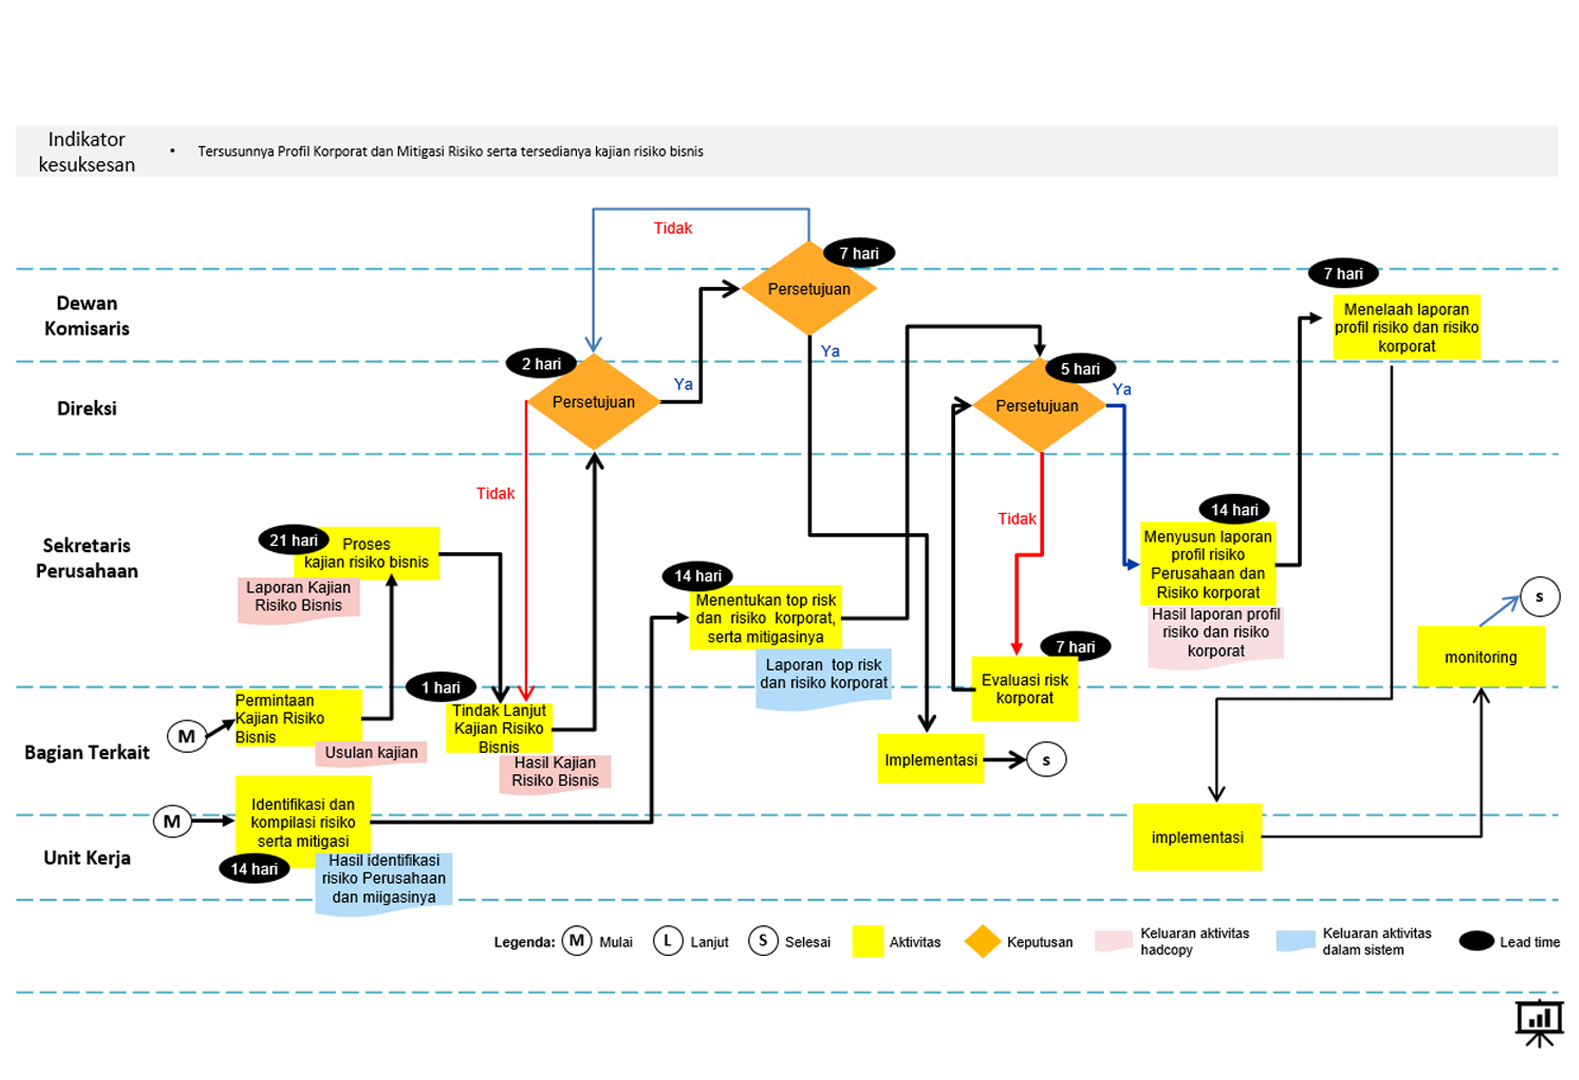 Indikator
kesuksesan
• Tersusunnya Profil Korporat dan Mitigasi Risiko serta tersedianya kajian risiko bisnis
Tidak
7 hari
Persetujuan
Ya
7 hari
Menelaah laporan
profil risiko dan risiko
korporat
Dewan
Komisaris
2 hari
Persetujuan
Ya
5 hari
Persetujuan
Ya
Direksi
Tidak
Tidak
Sekretaris
Perusahaan
21 hari
Proses
kajian risiko bisnis
Laporan Kajian
Risiko Bisnis
14 hari
Menentukan top risk
dan risiko korporat,
serta mitigasinya
Laporan top risk
dan risiko korporat
7 hari
Evaluasi risk
korporat
14 hari
Menyusun laporan
profil risiko
Perusahaan dan
Risiko korporat
Hasil laporan profil
risiko dan risiko
korporat
s
monitoring
Bagian Terkait
M
Permintaan
Kajian Risiko
Bisnis
Usulan kajian
1 hari
Tindak Lanjut
Kajian Risiko
Bisnis
Hasil Kajian
Risiko Bisnis
Implementasi
s
Unit Kerja
M
Identifikasi dan
kompilasi risiko
serta mitigasi
14 hari
Hasil identifikasi
risiko Perusahaan
dan miigasinya
implementasi
Legenda:
M Mulai
L Lanjut
S Selesai
Aktivitas
Keputusan
Keluaran aktivitas
hadcopy
Keluaran aktivitas
dalam sistem
Lead time